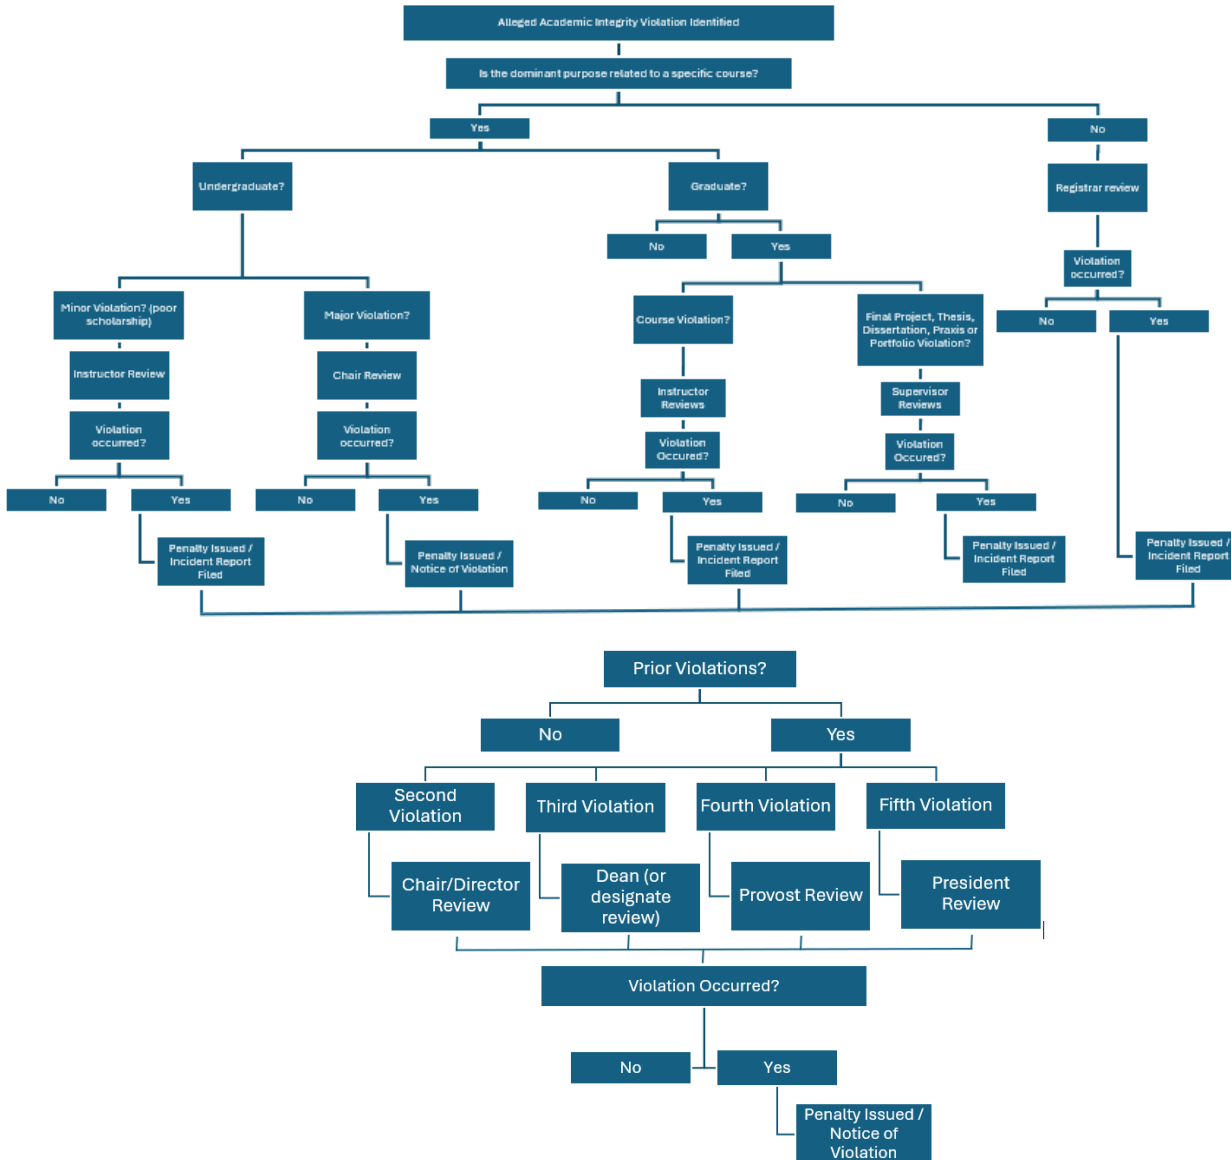 Alleged Academic Integrity Violation Identified
Is the dominant purpose related to a specific course?
Yes
No
Undergraduate?
Graduate?
Registrar review
No
Yes
Violation
occurred?
No
Yes
Minor Violation? (poor
scholarship)
Major Violation?
Course Violation?
Final Project, Thesis,
Dissertation, Praxis or
Portfolio Violation?
Instructor Review
Chair Review
Instructor
Reviews
Supervisor
Reviews
Violation
occurred?
Violation
occurred?
Violation
Occured?
Violation
Occured?
No
Yes
No
Yes
No
Yes
No
Yes
Penalty Issued /
Incident Report
Filed
Penalty Issued /
Notice of Violation
Penalty Issued /
Incident Report
Filed
Penalty Issued /
Incident Report
Filed
Penalty Issued /
Incident Report
Filed
Prior Violations?
No
Yes
Second
Violation
Third Violation
Fourth Violation
Fifth Violation
Chair/Director
Review
Dean (or
designate
review)
Provost Review
President
Review
Violation Occurred?
No
Yes
Penalty Issued /
Notice of
Violation